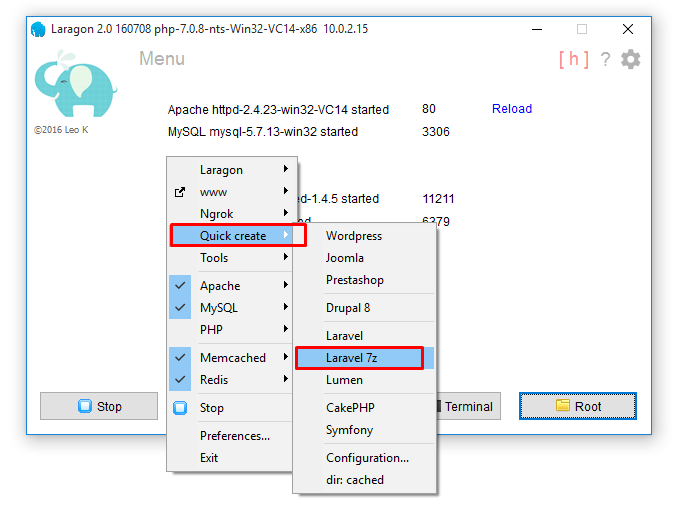 Laragon 2.0 160708 php-7.0.8-nts-Win32-VC14-x86 10.0.2.15
Menu
[ h ] ?
©2016 Leo K
Apache httpd-2.4.23-win32-VC14 started 80 Reload
MySQL mysql-5.7.13-win32 started 3306
ed-1.4.5 started 11211
ed 6379
Laragon
www
Ngrok
Quick create
Tools
Apache
MySQL
PHP
Memcached
Redis
Stop
Preferences...
Exit
Wordpress
Joomla
Prestashop
Drupal 8
Laravel
Laravel 7z
Lumen
CakePHP
Symfony
Configuration...
dir: cached
Stop
Terminal
Root